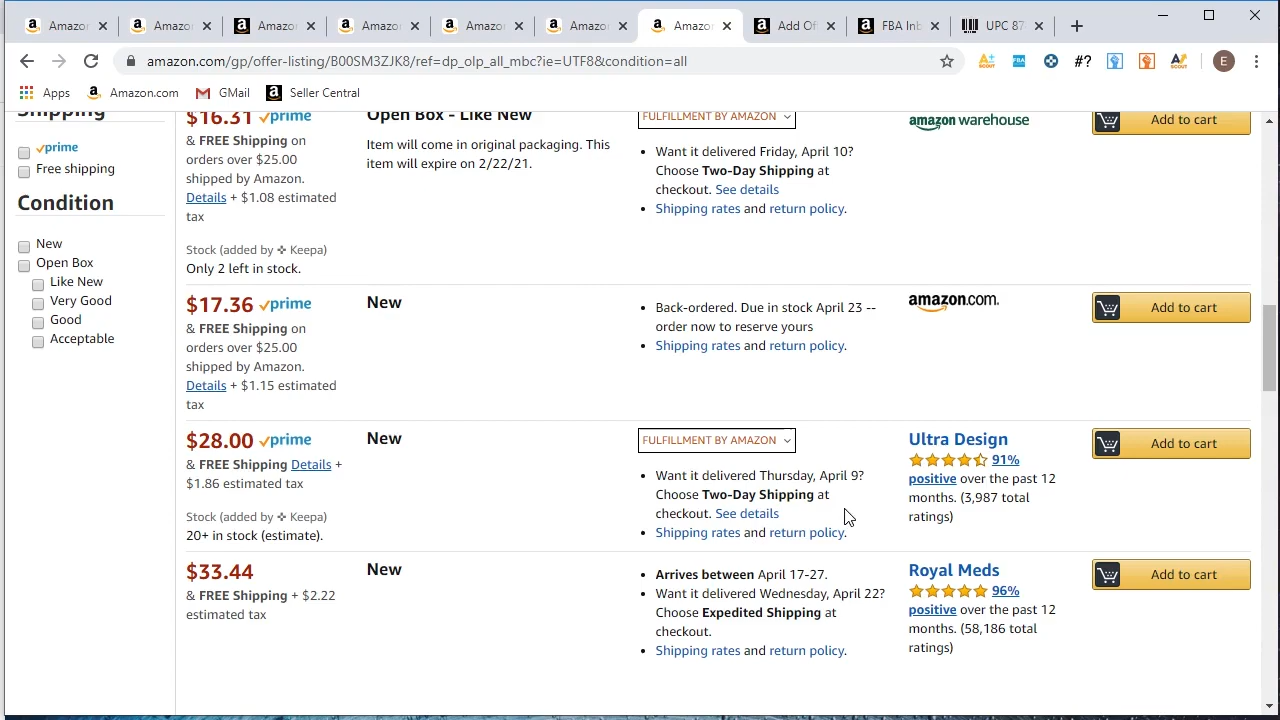 Amazon
Amazon
Amazon
Amazon
Amazon
Amazon
Amazon
Add Of
FBA Inb
UPC 87
amazon.com/gp/offer-listing/B00SM3ZJK8/ref=dp_olp_all_mbc?ie=UTF8&condition=all
A+
SCOUT
FBA
#?
SCOUT
E
Apps
Amazon.com
GMail
Seller Central
Shipping
prime
Free shipping
Condition
New
Open Box
Like New
Very Good
Good
Acceptable
$16.31 prime
& FREE Shipping on
orders over $25.00
shipped by Amazon.
Details + $1.08 estimated
tax
Stock (added by Keepa)
Only 2 left in stock.
Open Box - Like New
Item will come in original packaging. This
item will expire on 2/22/21.
FULFILLMENT BY AMAZON
• Want it delivered Friday, April 10?
Choose Two-Day Shipping at
checkout. See details
• Shipping rates and return policy.
amazon warehouse
Add to cart
$17.36 prime
& FREE Shipping on
orders over $25.00
shipped by Amazon.
Details + $1.15 estimated
tax
New
• Back-ordered. Due in stock April 23 --
order now to reserve yours
• Shipping rates and return policy.
amazon.com.
Add to cart
$28.00 prime
& FREE Shipping Details +
$1.86 estimated tax
Stock (added by Keepa)
20+ in stock (estimate).
New
FULFILLMENT BY AMAZON
• Want it delivered Thursday, April 9?
Choose Two-Day Shipping at
checkout. See details
• Shipping rates and return policy.
Ultra Design
91%
positive over the past 12
months. (3,987 total
ratings)
Add to cart
$33.44
& FREE Shipping + $2.22
estimated tax
New
• Arrives between April 17-27.
• Want it delivered Wednesday, April 22?
Choose Expedited Shipping at
checkout.
• Shipping rates and return policy.
Royal Meds
96%
positive over the past 12
months. (58,186 total
ratings)
Add to cart